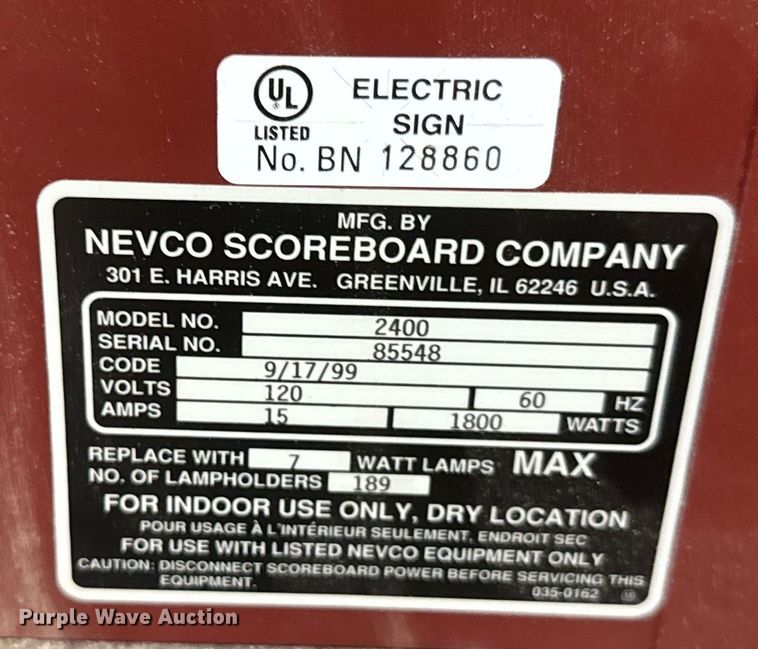 UL
®
LISTED
ELECTRIC
SIGN
No. BN 128860
MFG. BY
NEVCO SCOREBOARD COMPANY
301 E. HARRIS AVE. GREENVILLE, IL 62246 U.S.A.
MODEL NO. 2400
SERIAL NO. 85548
CODE 9/17/99
VOLTS 120 60 HZ
AMPS 15 1800 WATTS
REPLACE WITH 7 WATT LAMPS MAX
NO. OF LAMPHOLDERS 189
FOR INDOOR USE ONLY, DRY LOCATION
POUR USAGE À L'INTÉRIEUR SEULEMENT, ENDROIT SEC
FOR USE WITH LISTED NEVCO EQUIPMENT ONLY
CAUTION: DISCONNECT SCOREBOARD POWER BEFORE SERVICING THIS
EQUIPMENT.
035-0162
Purple Wave Auction